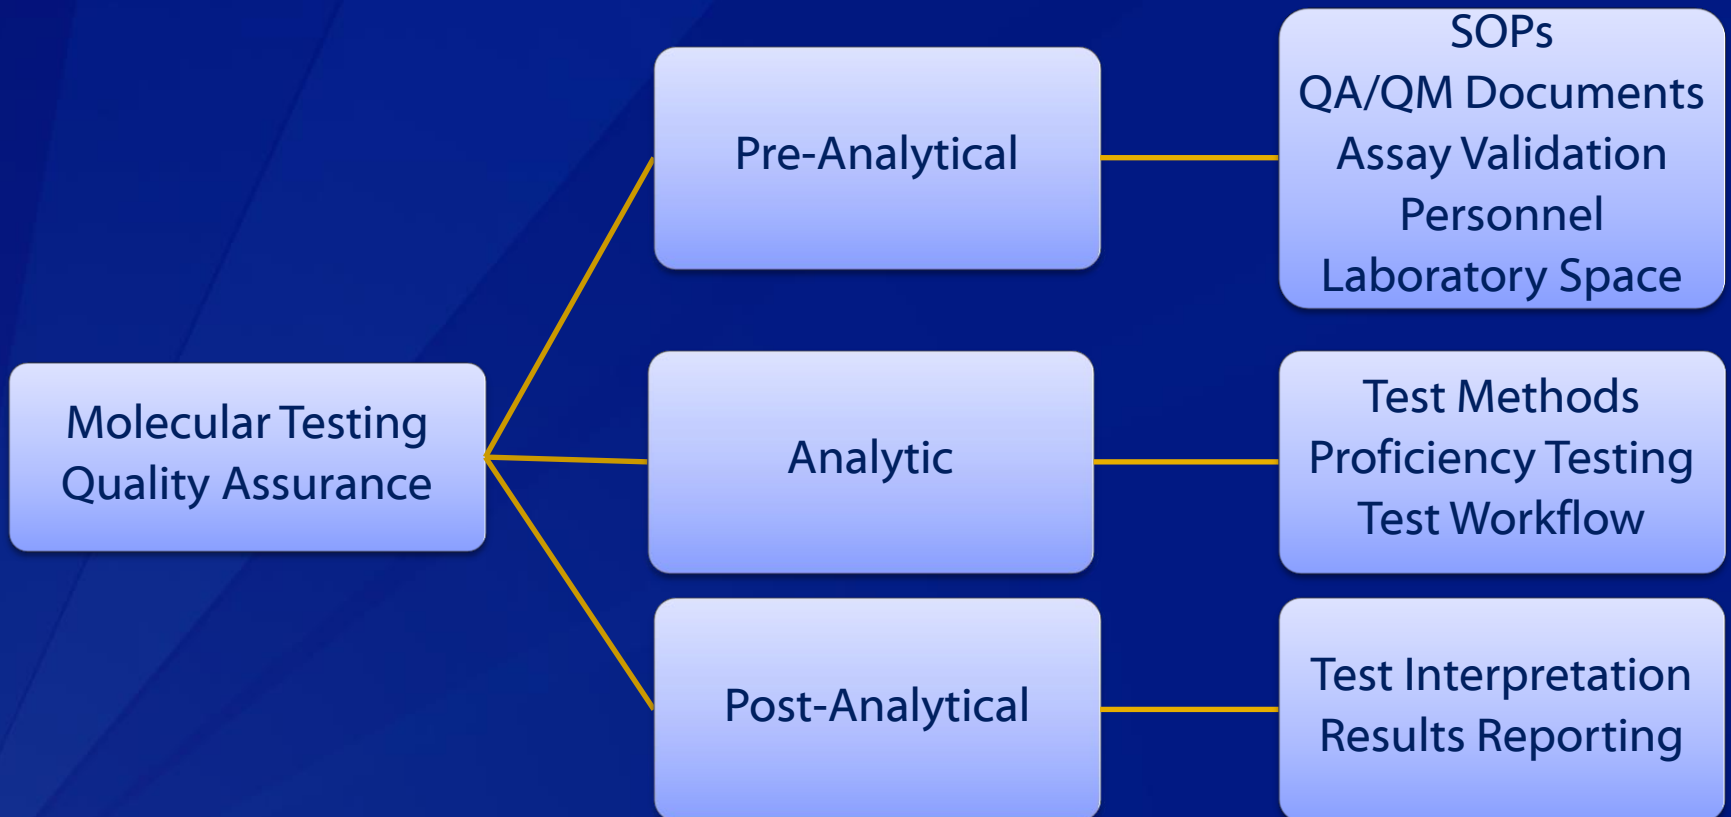 Molecular Testing
Quality Assurance
Pre-Analytical
SOPs
QA/QM Documents
Assay Validation
Personnel
Laboratory Space
Analytic
Test Methods
Proficiency Testing
Test Workflow
Post-Analytical
Test Interpretation
Results Reporting